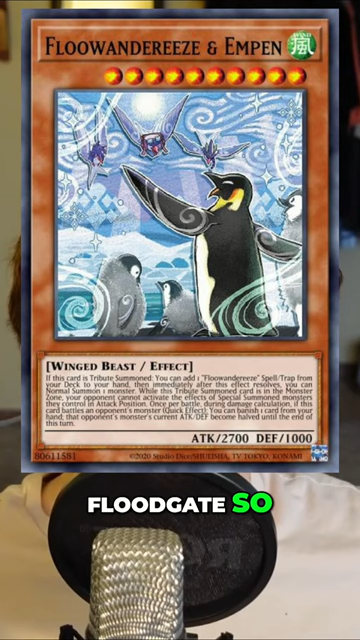 FLOOWANDEREEZE & EMPEN
WIND
風
[WINGED BEAST / EFFECT]
If this card is Tribute Summoned: You can add 1 "Floowandereeze" Spell/Trap from
your Deck to your hand, then immediately after this effect resolves, you can
Normal Summon 1 monster. While this Tribute Summoned card is in the Monster
Zone, your opponent cannot activate the effects of Special Summoned monsters
they control in Attack Position. Once per battle, during damage calculation, if this
card battles an opponent's monster (Quick Effect): You can banish 1 card from your
hand; that opponent's monster's current ATK/DEF become halved until the end of
this turn.
ATK/2700 DEF/1000
80611581
©2020 Studio Dice/SHUEISHA, TV TOKYO, KONAMI
FLOODGATE SO